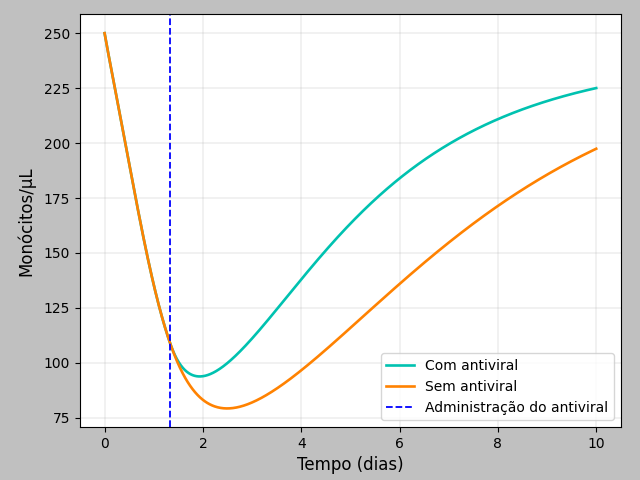 250
225
200
175
150
125
100
75
Monócitos/µL
Com antiviral
Sem antiviral
Administração do antiviral
0 2 4 6 8 10
Tempo (dias)